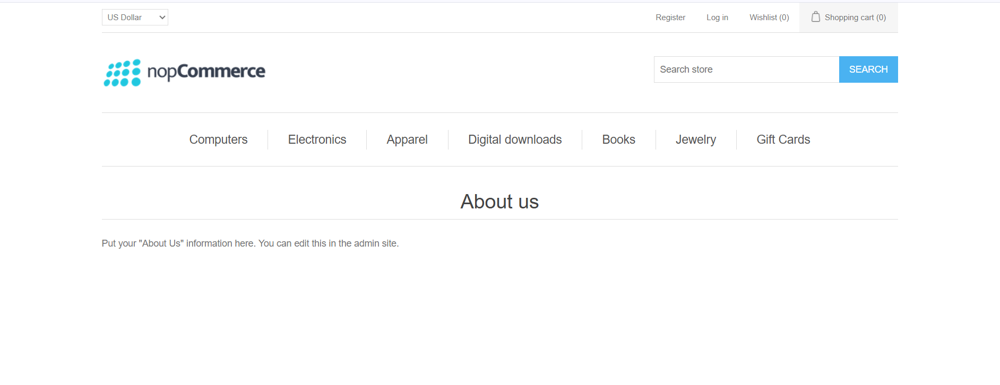 US Dollar Register Log in Wishlist (0) Shopping cart (0)
nopCommerce Search store SEARCH
Computers Electronics Apparel Digital downloads Books Jewelry Gift Cards
About us
Put your "About Us" information here. You can edit this in the admin site.